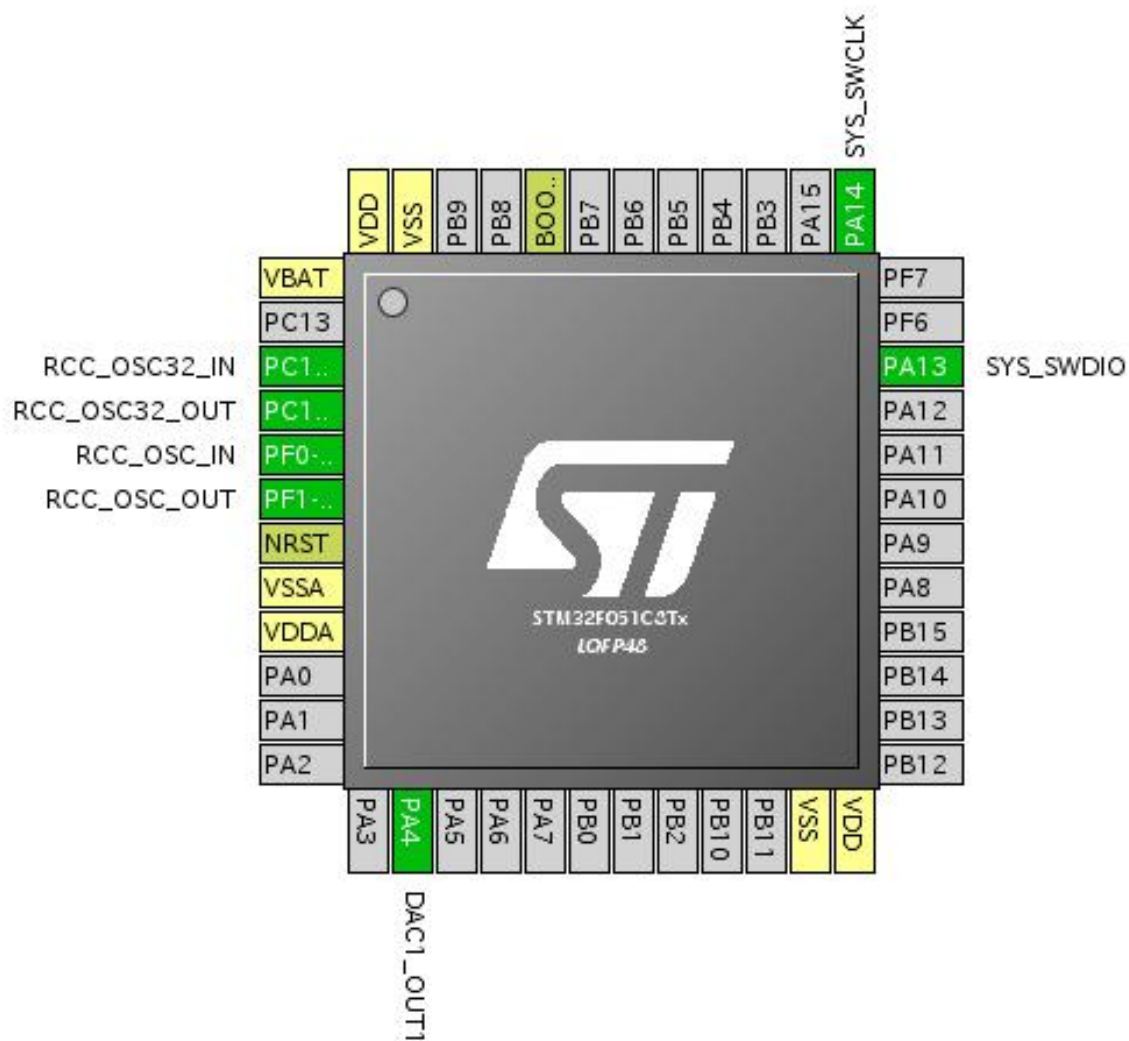 SYS_SWCLK
VDD
VSS
PB9
PB8
BOO..
PB7
PB6
PB5
PB4
PB3
PA15
PA14
VBAT
PC13
RCC_OSC32_IN PC1..
RCC_OSC32_OUT PC1..
RCC_OSC_IN PF0-..
RCC_OSC_OUT PF1-..
NRST
VSSA
VDDA
PA0
PA1
PA2
PF7
PF6
PA13 SYS_SWDIO
PA12
PA11
PA10
PA9
PA8
PB15
PB14
PB13
PB12
ST
STM32F051C8Tx
LQFP48
PA3
PA4
PA5
PA6
PA7
PB0
PB1
PB2
PB10
PB11
VSS
VDD
DAC1_OUT1